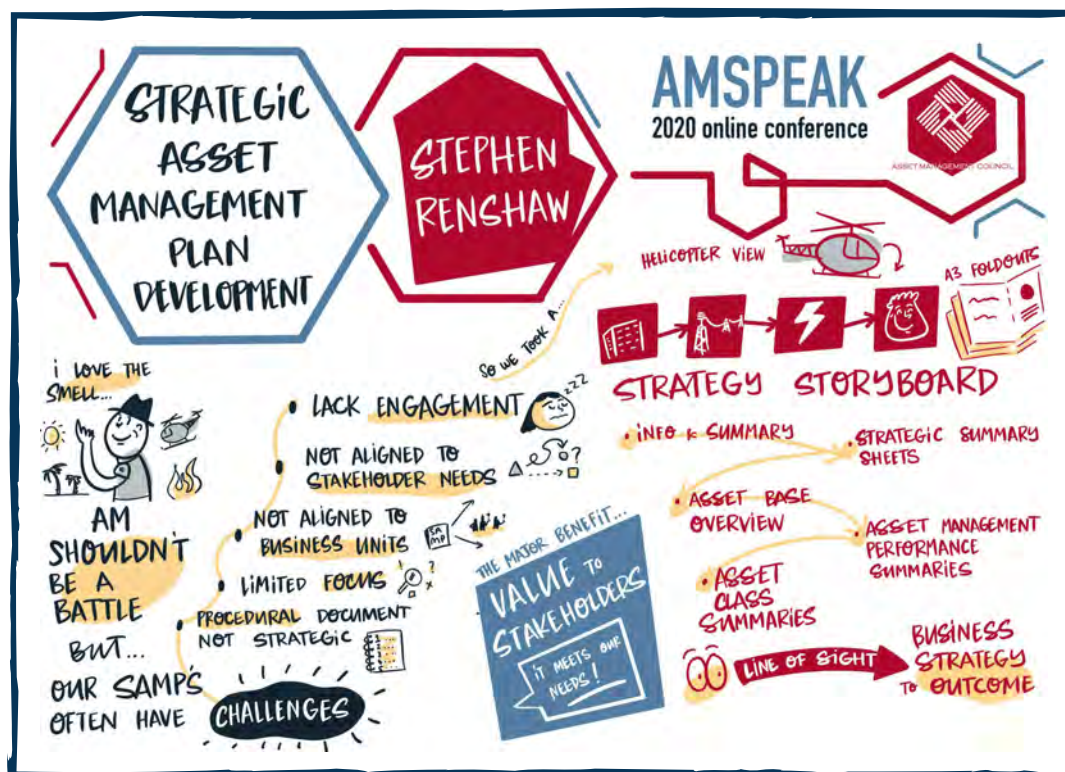 STRATEGIC
ASSET
MANAGEMENT
PLAN
DEVELOPMENT
STEPHEN
RENSHAW
AMSPEAK
2020 online conference
ASSET MANAGEMENT COUNCIL
i LOVE THE
SMELL...
AM
SHOULDN'T
BE A
BATTLE
BUT...
OUR SAMP'S
OFTEN HAVE
CHALLENGES
PROCEDURAL DOCUMENT
NOT STRATEGIC
LIMITED FOCUS
? x
NOT ALIGNED TO
BUSINESS UNITS
SAMP
NOT ALIGNED TO
STAKEHOLDER NEEDS
?
LACK ENGAGEMENT
zzz
SO WE TOOK A...
HELICOPTER VIEW
A3 FOLDOUTS
STRATEGY STORYBOARD
• INFO & SUMMARY
• STRATEGIC SUMMARY
SHEETS
• ASSET BASE
OVERVIEW
• ASSET MANAGEMENT
PERFORMANCE
SUMMARIES
• ASSET
CLASS
SUMMARIES
LINE OF SIGHT
BUSINESS
STRATEGY
TO OUTCOME
THE MAJOR BENEFIT...
VALUE TO
STAKEHOLDERS
IT MEETS OUR
NEEDS!